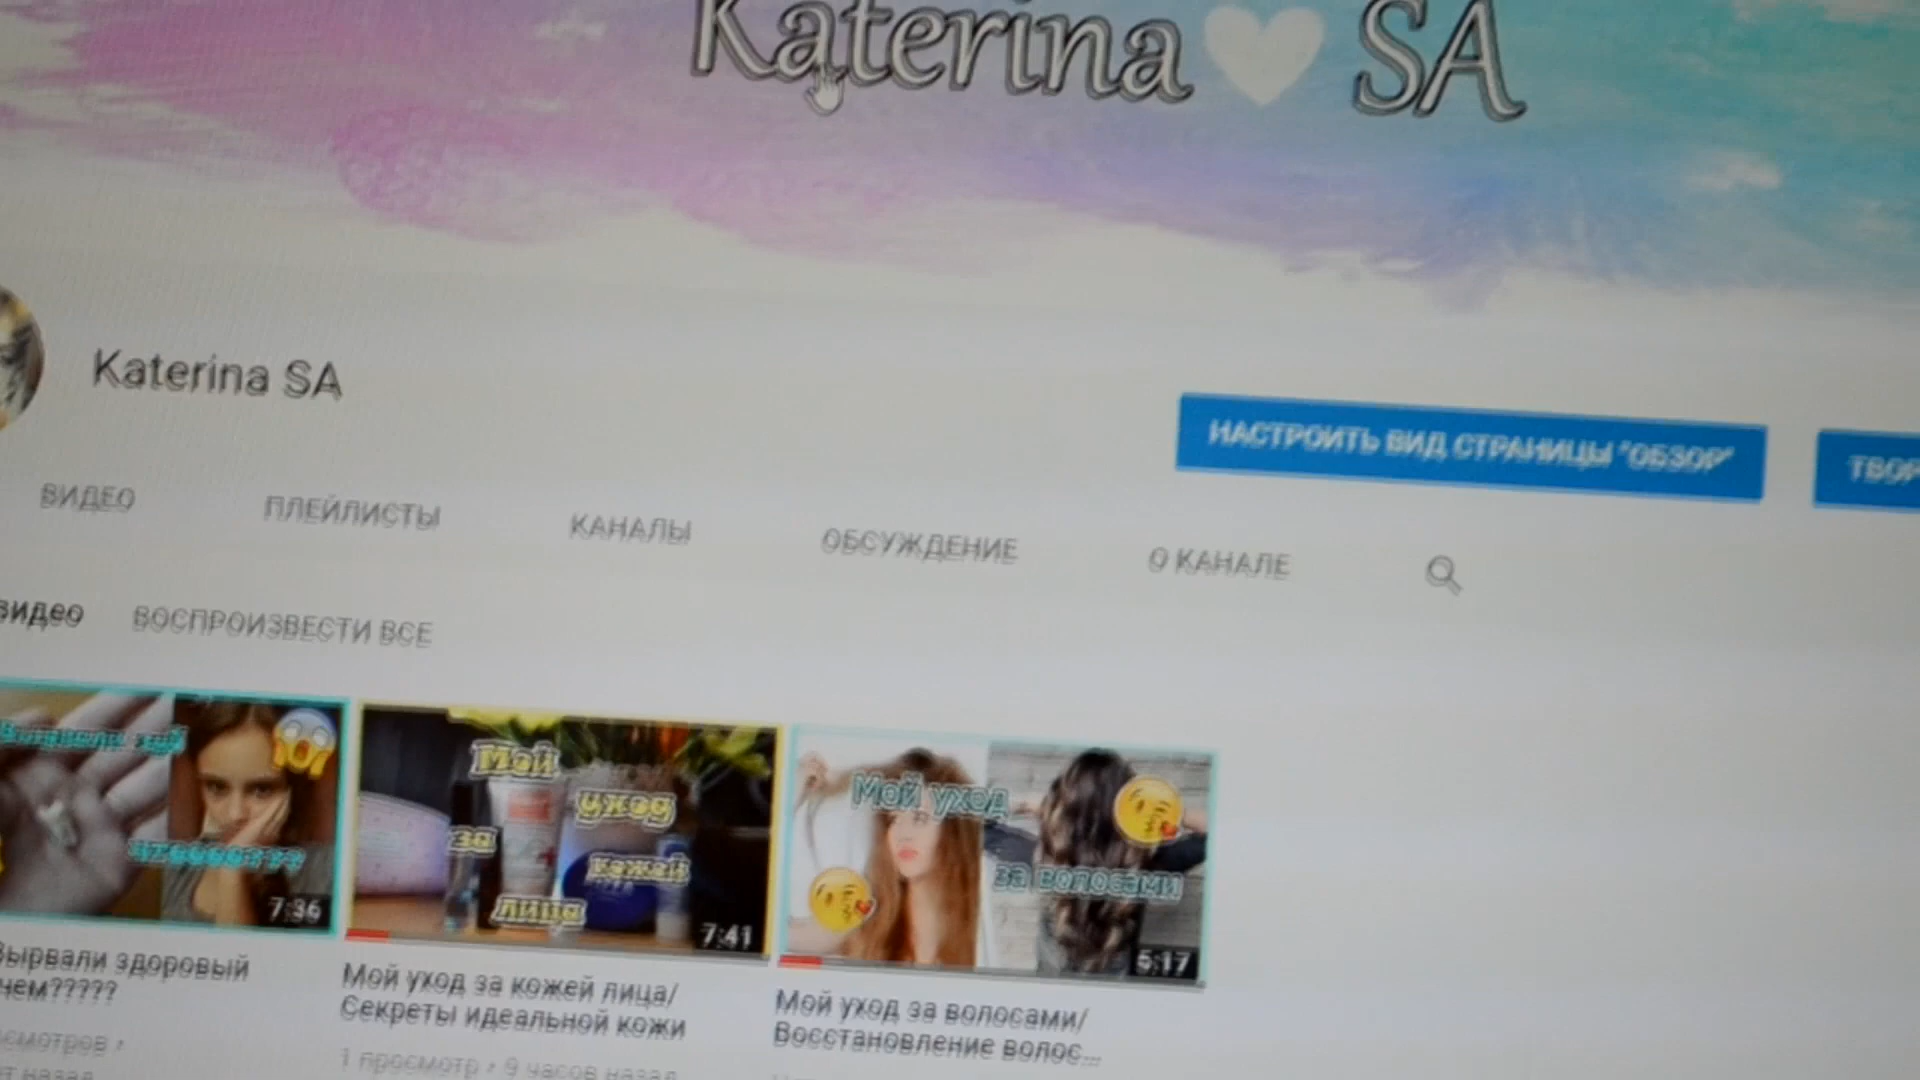 Katerina SA
Katerina SA
НАСТРОИТЬ ВИД СТРАНИЦЫ "ОБЗОР"
ТВОР
ВИДЕО
ПЛЕЙЛИСТЫ
КАНАЛЫ
ОБСУЖДЕНИЕ
О КАНАЛЕ
видео
ВОСПРОИЗВЕСТИ ВСЕ
7:36
Мой
уход
за
кожей
лица
7:41
Мой уход
за волосами
5:17
Вырвали здоровый
чем?????
Мой уход за кожей лица/
Секреты идеальной кожи
1 просмотр • 9 часов назад
Мой уход за волосами/
Восстановление волос...